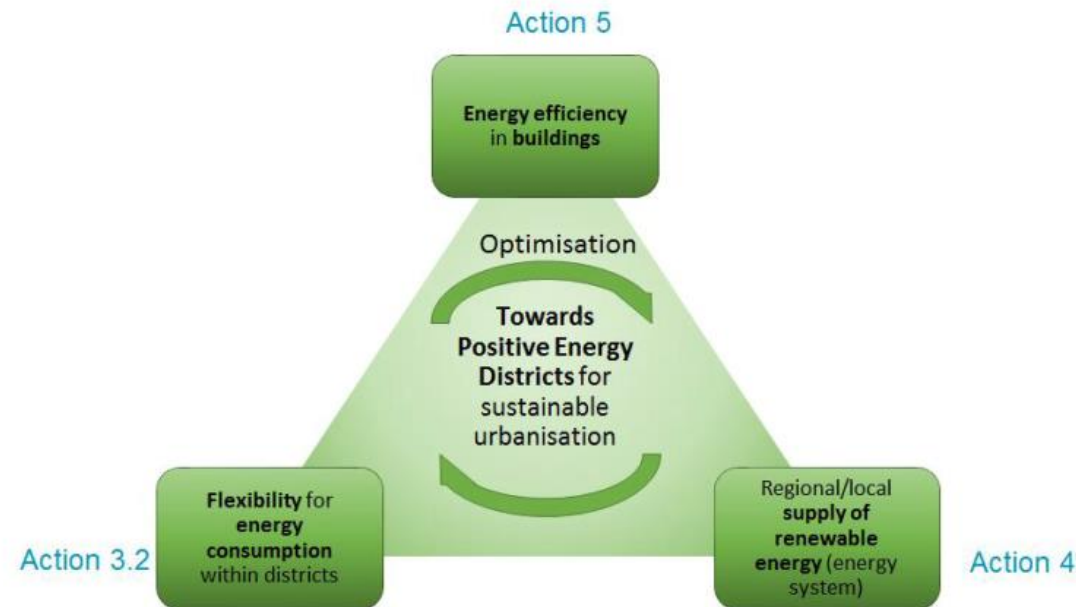 Action 5
Energy efficiency
in buildings
Optimisation
Towards
Positive Energy
Districts for
sustainable
urbanisation
Flexibility for
energy
consumption
within districts
Action 3.2
Regional/local
supply of
renewable
energy (energy
system)
Action 4